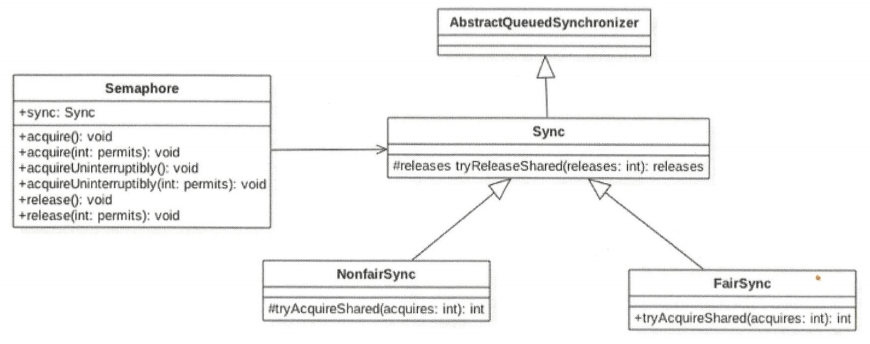 AbstractQueuedSynchronizer
Semaphore
+sync: Sync
+acquire(): void
+acquire(int: permits): void
+acquireUninterruptibly(): void
+acquireUninterruptibly(int: permits): void
+release(): void
+release(int: permits): void
Sync
#releases tryReleaseShared(releases: int): releases
NonfairSync
#tryAcquireShared(acquires: int): int
FairSync
+tryAcquireShared(acquires: int): int